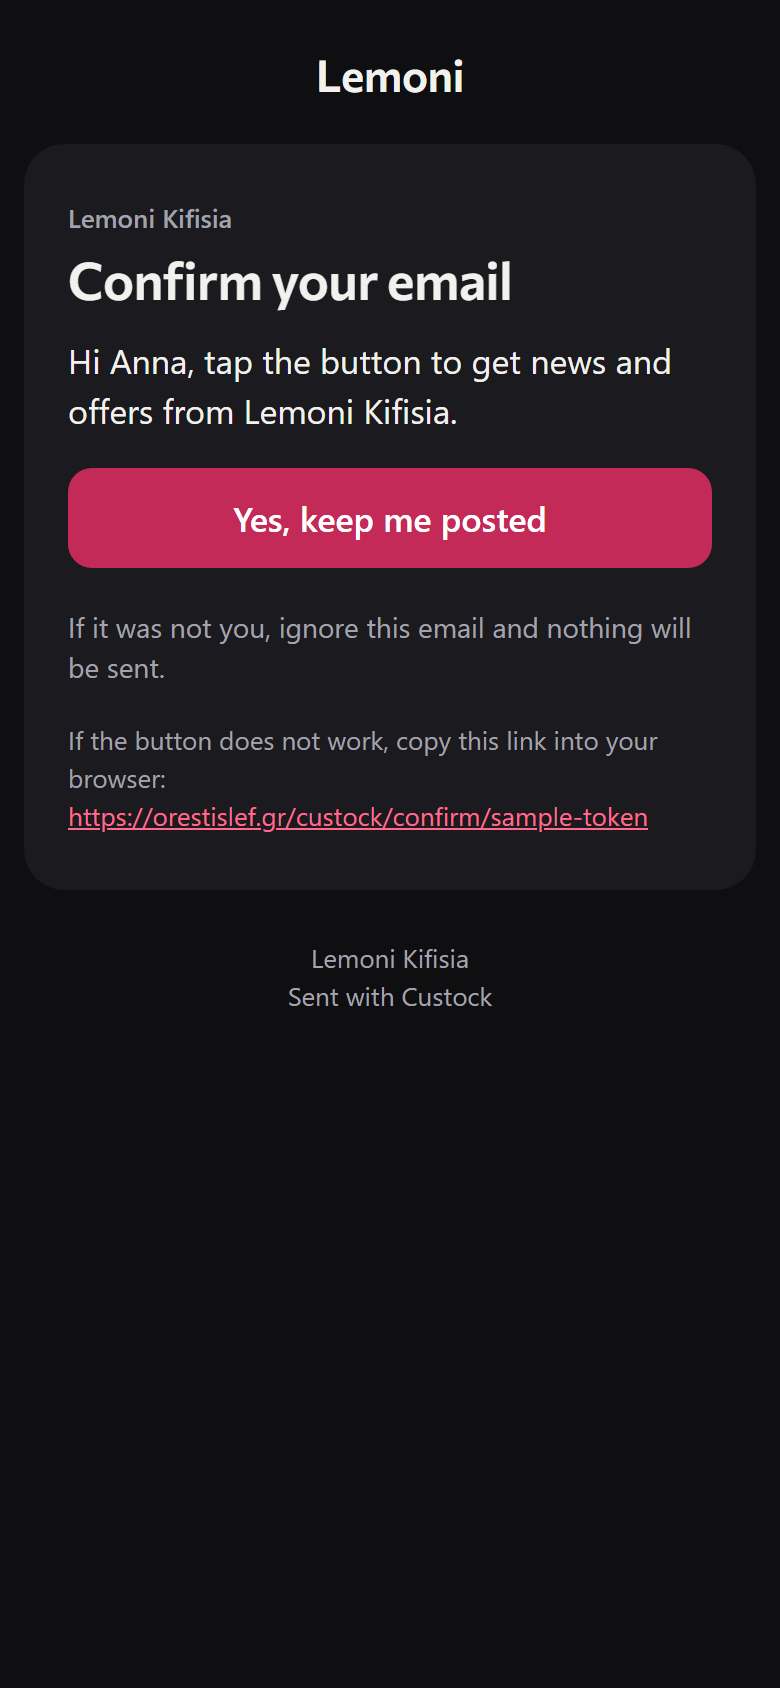 Lemoni
Lemoni Kifisia
Confirm your email
Hi Anna, tap the button to get news and
offers from Lemoni Kifisia.
Yes, keep me posted
If it was not you, ignore this email and nothing will
be sent.
If the button does not work, copy this link into your
browser:
https://orestislef.gr/custock/confirm/sample-token
Lemoni Kifisia
Sent with Custock